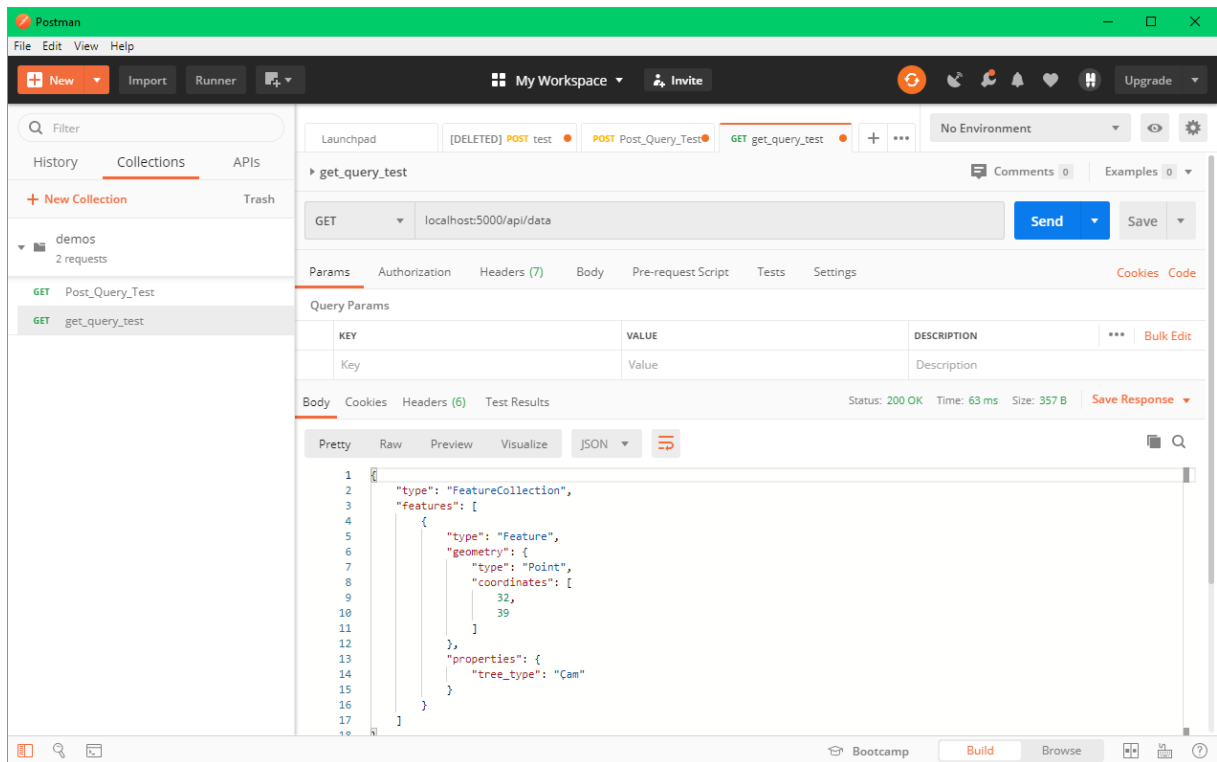 Postman
File Edit View Help
New Import Runner My Workspace Invite Upgrade
Filter
History Collections APIs
+ New Collection Trash
demos
2 requests
GET Post_Query_Test
GET get_query_test
Launchpad [DELETED] POST test POST Post_Query_Test GET get_query_test + ••• No Environment
get_query_test Comments 0 Examples 0
GET localhost:5000/api/data Send Save
Params Authorization Headers (7) Body Pre-request Script Tests Settings Cookies Code
Query Params
KEY VALUE DESCRIPTION ••• Bulk Edit
Key Value Description
Body Cookies Headers (6) Test Results Status: 200 OK Time: 63 ms Size: 357 B Save Response
Pretty Raw Preview Visualize JSON
1 {
2 "type": "FeatureCollection",
3 "features": [
4 {
5 "type": "Feature",
6 "geometry": {
7 "type": "Point",
8 "coordinates": [
9 32,
10 39
11 ]
12 },
13 "properties": {
14 "tree_type": "Çam"
15 }
16 }
17 ]
18 }
Bootcamp Build Browse